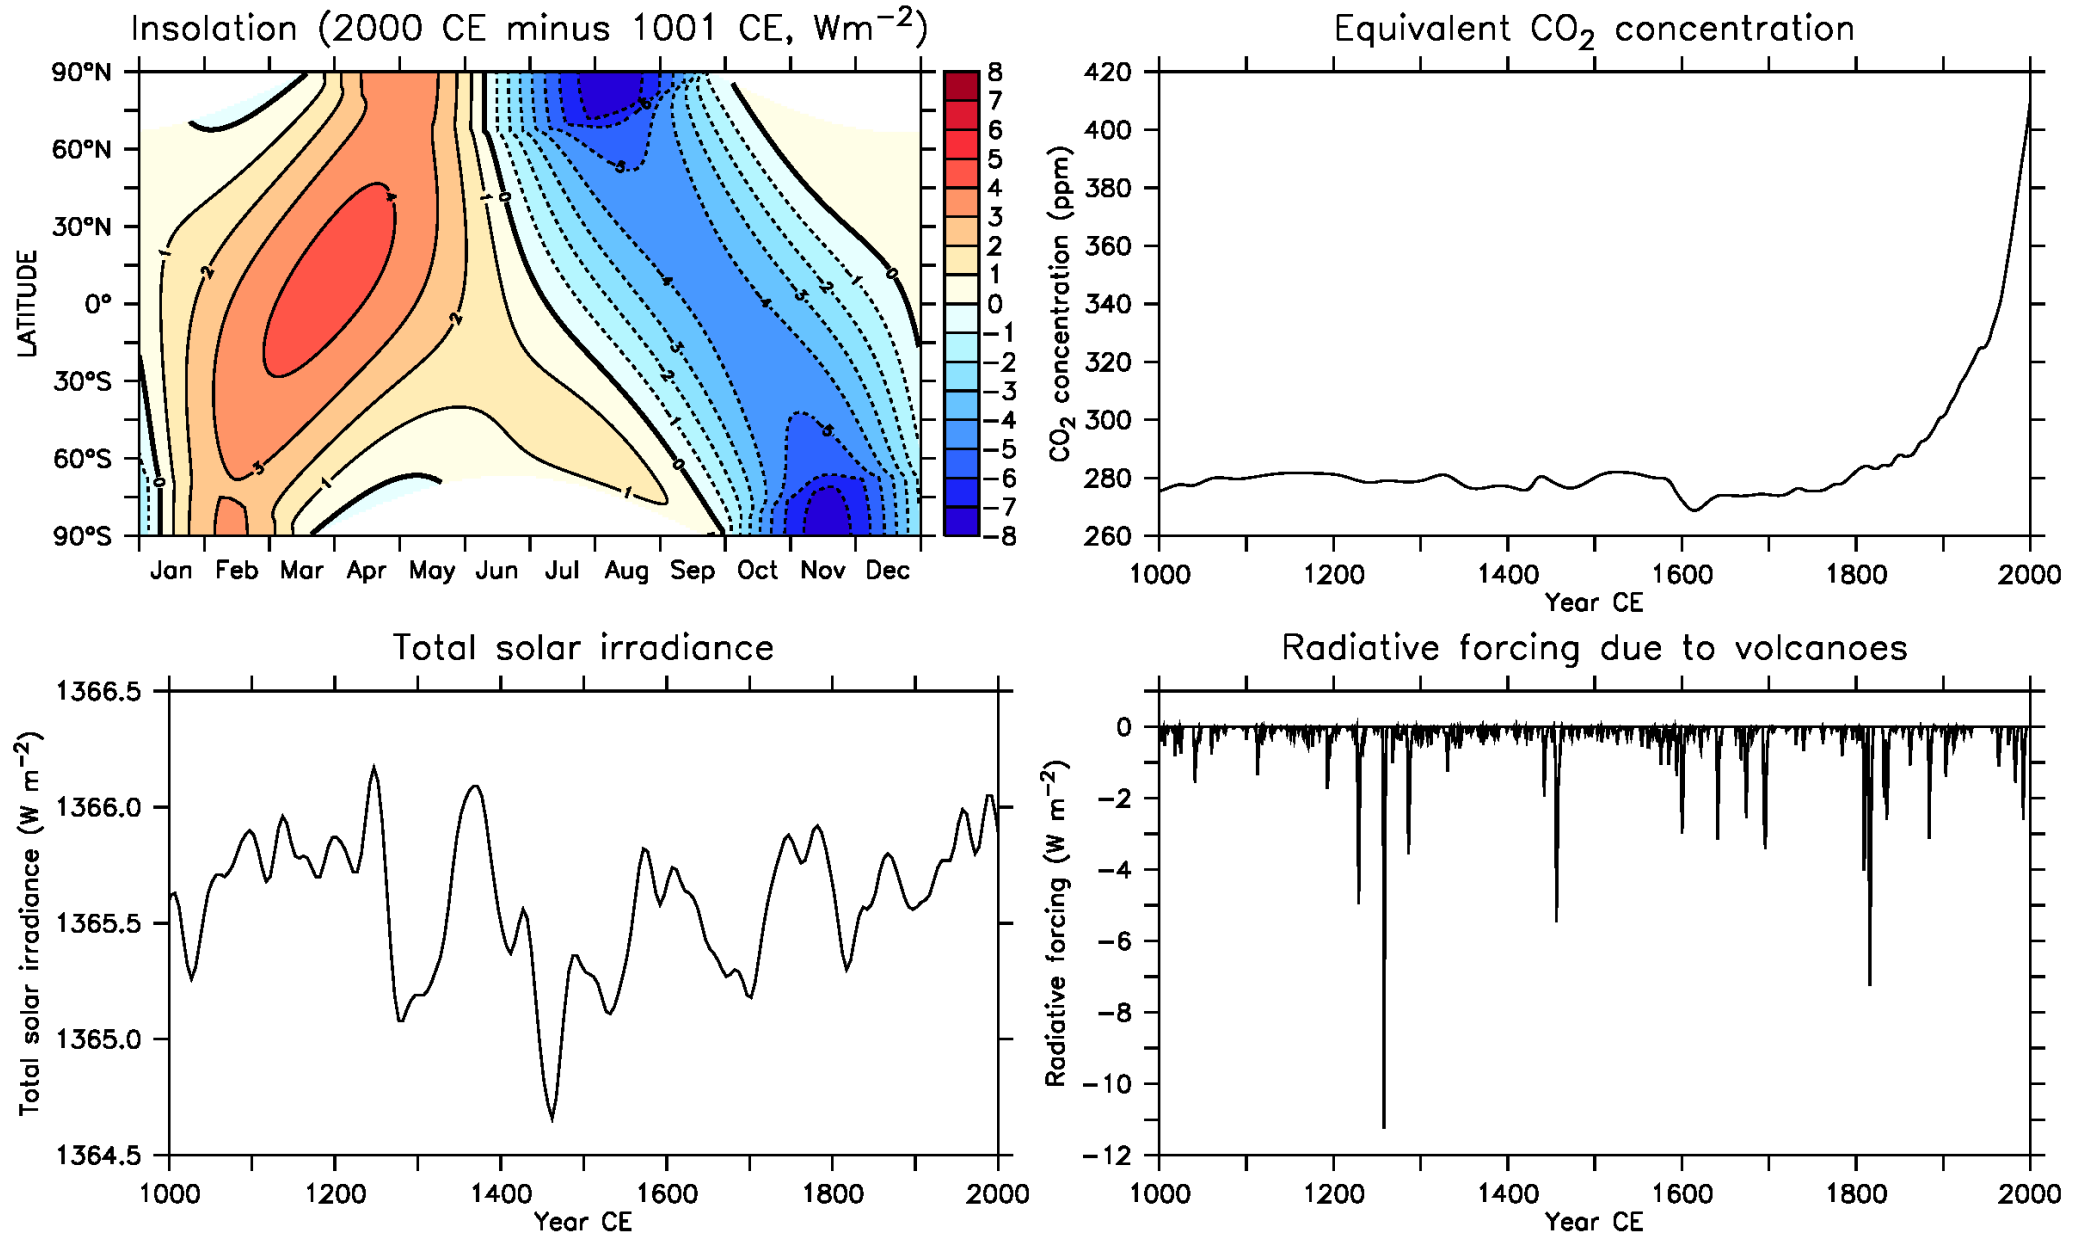 Insolation (2000 CE minus 1001 CE, Wm⁻²)
90°N
60°N
30°N
0°
30°S
60°S
90°S
LATITUDE
Jan Feb Mar Apr May Jun Jul Aug Sep Oct Nov Dec
8
7
6
5
4
3
2
1
0
−1
−2
−3
−4
−5
−6
−7
−8
Equivalent CO₂ concentration
420
400
380
360
340
320
300
280
260
CO₂ concentration (ppm)
1000 1200 1400 1600 1800 2000
Year CE
Total solar irradiance
1366.5
1366.0
1365.5
1365.0
1364.5
Total solar irradiance (W m⁻²)
1000 1200 1400 1600 1800 2000
Year CE
Radiative forcing due to volcanoes
0
−2
−4
−6
−8
−10
−12
Radiative forcing (W m⁻²)
1000 1200 1400 1600 1800 2000
Year CE